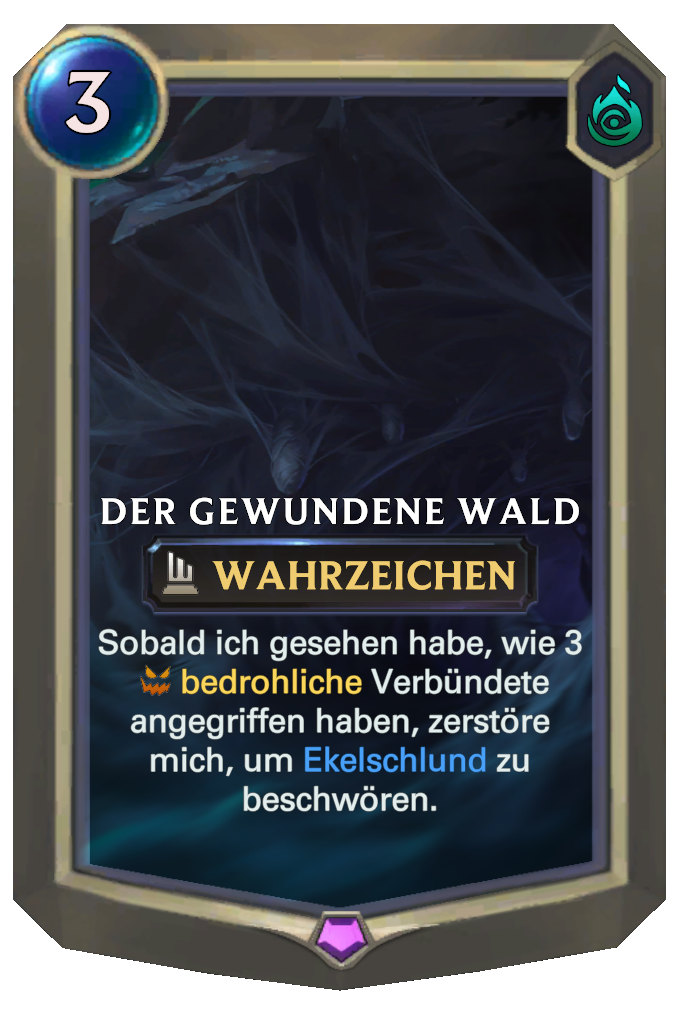 3
DER GEWUNDENE WALD
WAHRZEICHEN
Sobald ich gesehen habe, wie 3
bedrohliche Verbündete
angegriffen haben, zerstöre
mich, um Ekelschlund zu
beschwören.